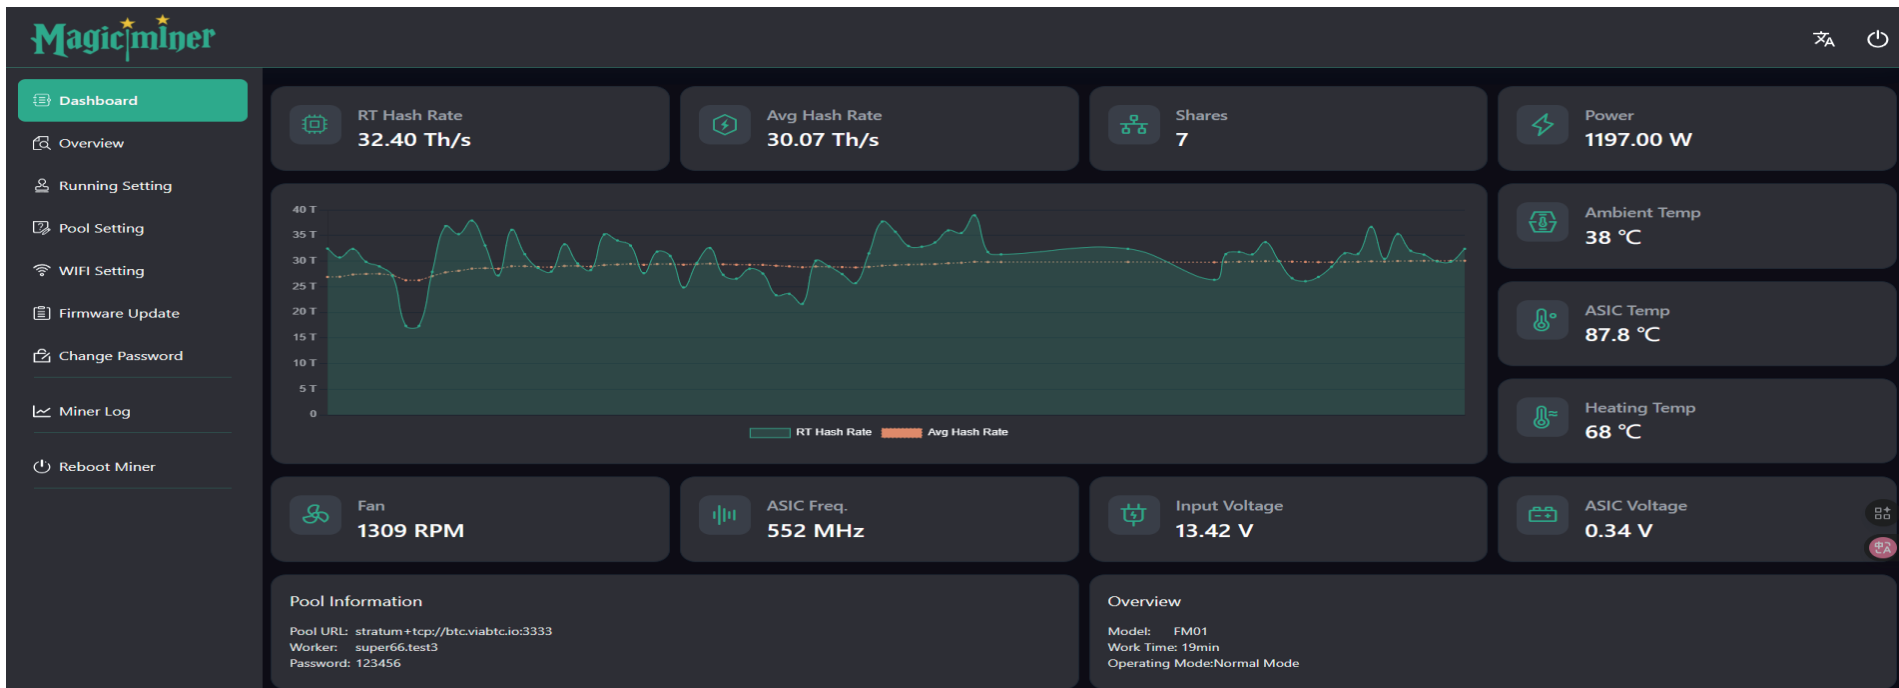 Magicminer
Dashboard
Overview
Running Setting
Pool Setting
WIFI Setting
Firmware Update
Change Password
Miner Log
Reboot Miner
RT Hash Rate
32.40 Th/s
Avg Hash Rate
30.07 Th/s
Shares
7
Power
1197.00 W
40 T
35 T
30 T
25 T
20 T
15 T
10 T
5 T
0
RT Hash Rate
Avg Hash Rate
Ambient Temp
38 ℃
ASIC Temp
87.8 ℃
Heating Temp
68 ℃
Fan
1309 RPM
ASIC Freq.
552 MHz
Input Voltage
13.42 V
ASIC Voltage
0.34 V
Pool Information
Pool URL: stratum+tcp://btc.viabtc.io:3333
Worker: super66.test3
Password: 123456
Overview
Model: FM01
Work Time: 19min
Operating Mode:Normal Mode